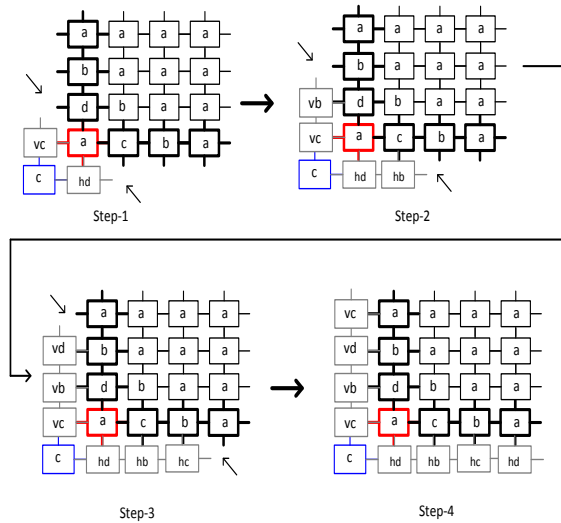 a a a a
b a a a
d b a a
vc a c b a
c hd
Step-1
a a a a
b a a a
vb d b a a
vc a c b a
c hd hb
Step-2
a a a a
vd b a a a
vb d b a a
vc a c b a
c hd hb hc
Step-3
vc a a a a
vd b a a a
vb d b a a
vc a c b a
c hd hb hc hd
Step-4